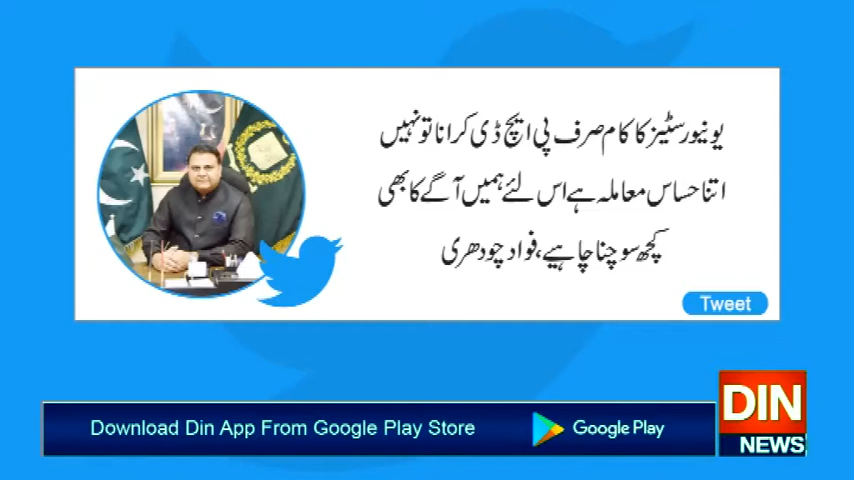 یونیورسٹیز کا کام صرف پی ایچ ڈی کرانا تو نہیں
اتنا حساس معاملہ ہے اس لئے ہمیں آگے کا بھی
کچھ سوچنا چاہیے، فواد چودھری
Tweet
Download Din App From Google Play Store
Google Play
DIN
NEWS